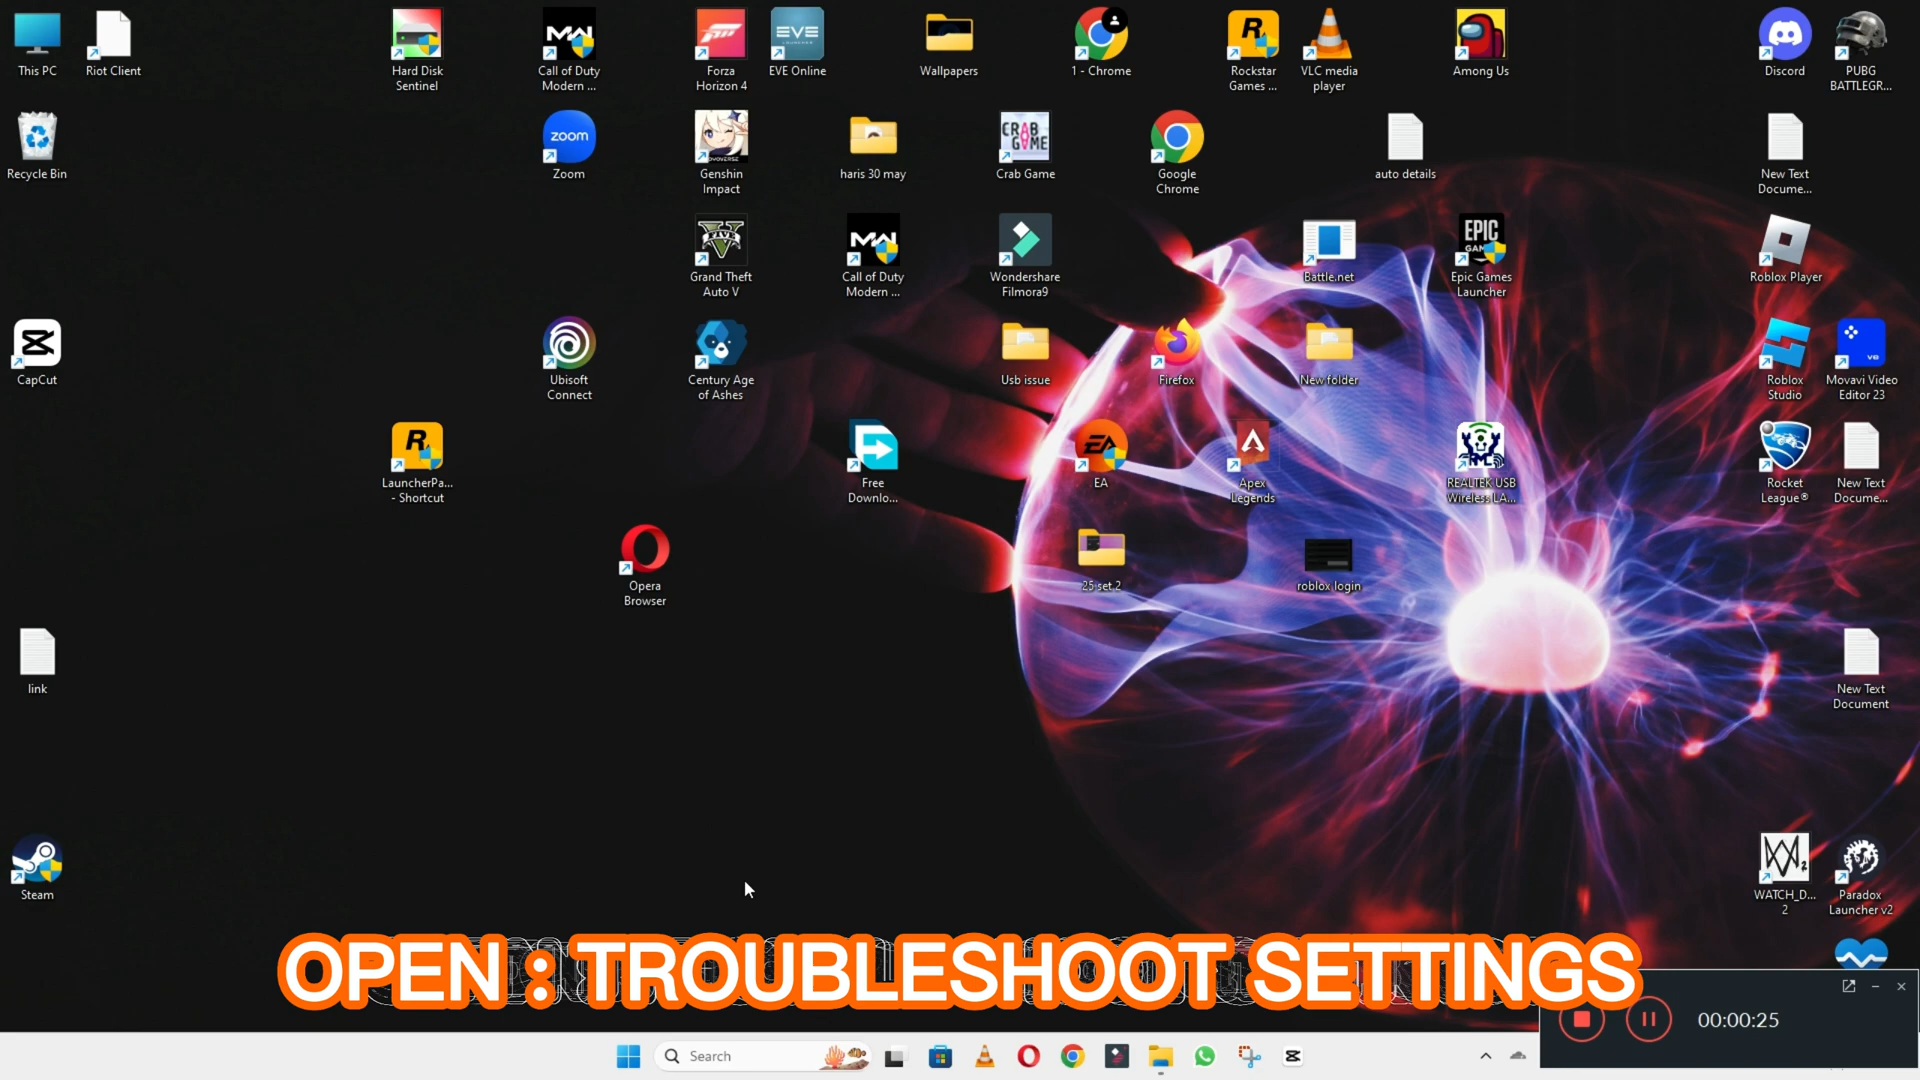 This PC
Riot Client
Hard Disk
Sentinel
Call of Duty
Modern ...
Forza
Horizon 4
EVE Online
Wallpapers
1 - Chrome
Rockstar
Games ...
VLC media
player
Among Us
Discord
PUBG
BATTLEGR...
Recycle Bin
Zoom
Genshin
Impact
haris 30 may
Crab Game
Google
Chrome
auto details
New Text
Docume...
Grand Theft
Auto V
Call of Duty
Modern ...
Wondershare
Filmora9
Battle.net
Epic Games
Launcher
Roblox Player
CapCut
Ubisoft
Connect
Century Age
of Ashes
Usb issue
Firefox
New folder
Roblox
Studio
Movavi Video
Editor 23
LauncherPa...
- Shortcut
Free
Downlo...
EA
Apex
Legends
REALTEK USB
Wireless LA...
Rocket
League®
New Text
Docume...
Opera
Browser
25 set 2
roblox login
link
New Text
Document
Steam
WATCH_D...
2
Paradox
Launcher v2
OPEN : TROUBLESHOOT SETTINGS
00:00:25
Search